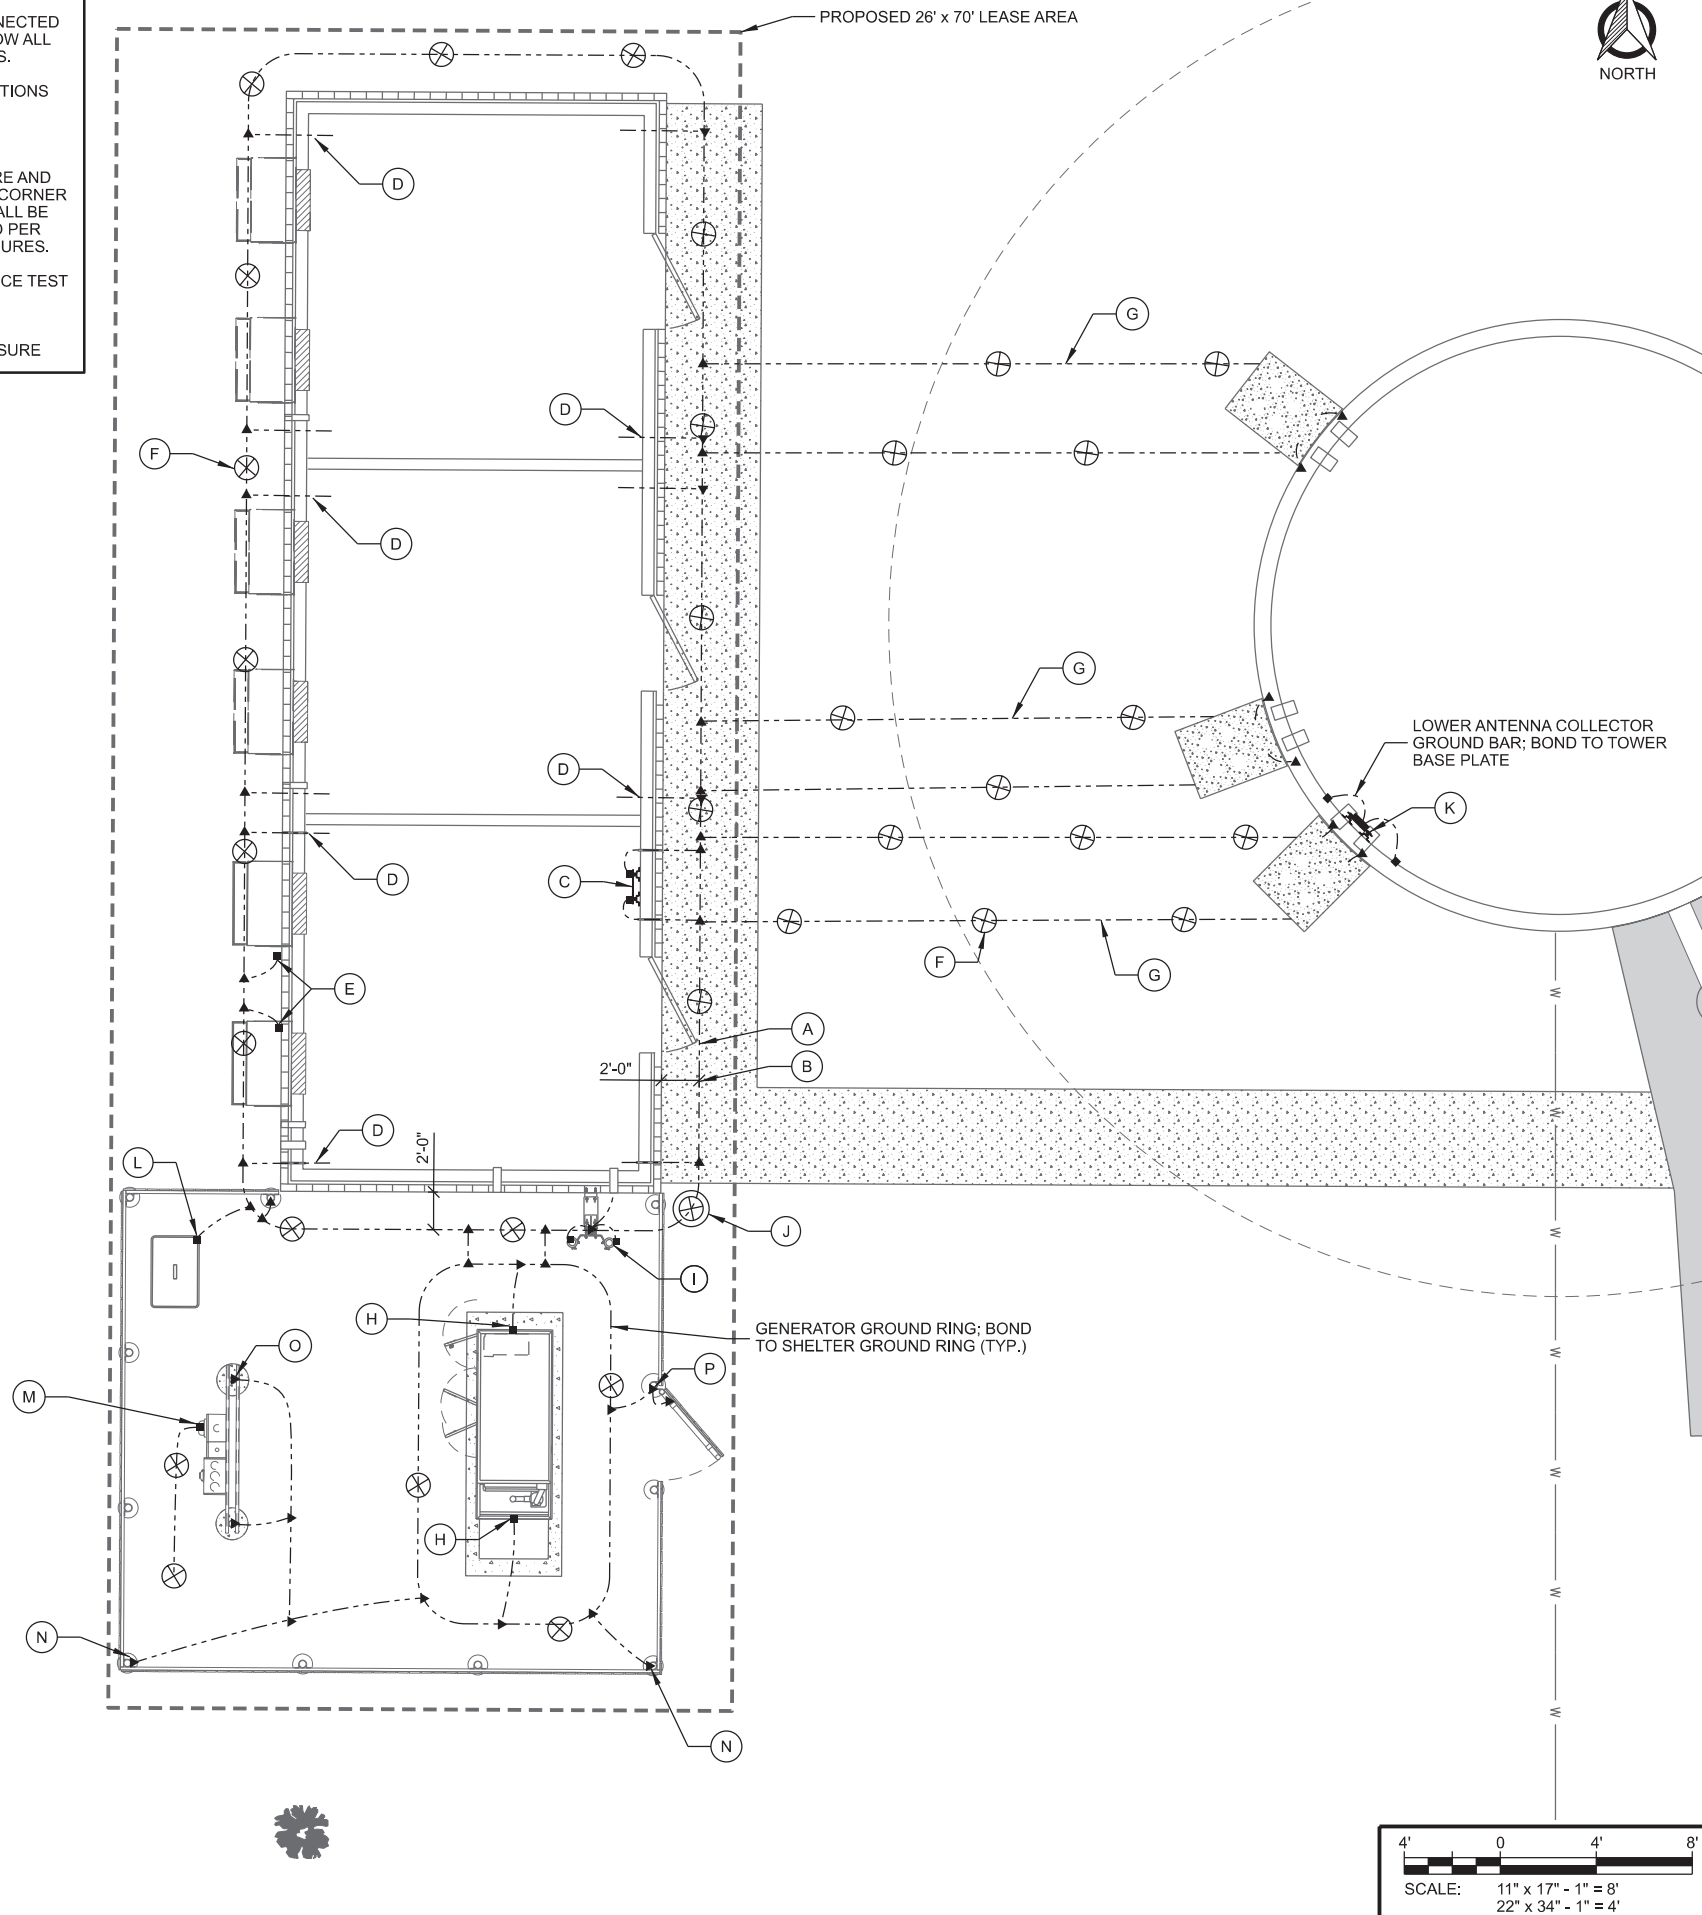 NECTED
OW ALL
S.
TIONS
RE AND
CORNER
ALL BE
D PER
URES.
CE TEST
SURE
PROPOSED 26' x 70' LEASE AREA
NORTH
D
G
D
F
D
G
LOWER ANTENNA COLLECTOR
GROUND BAR; BOND TO TOWER
BASE PLATE
D
K
D
C
F
G
E
A
2'-0"
B
D
2'-0"
L
J
I
H
GENERATOR GROUND RING; BOND
TO SHELTER GROUND RING (TYP.)
O
P
M
H
N
N
4' 0 4' 8'
SCALE: 11" x 17" - 1" = 8'
22" x 34" - 1" = 4'